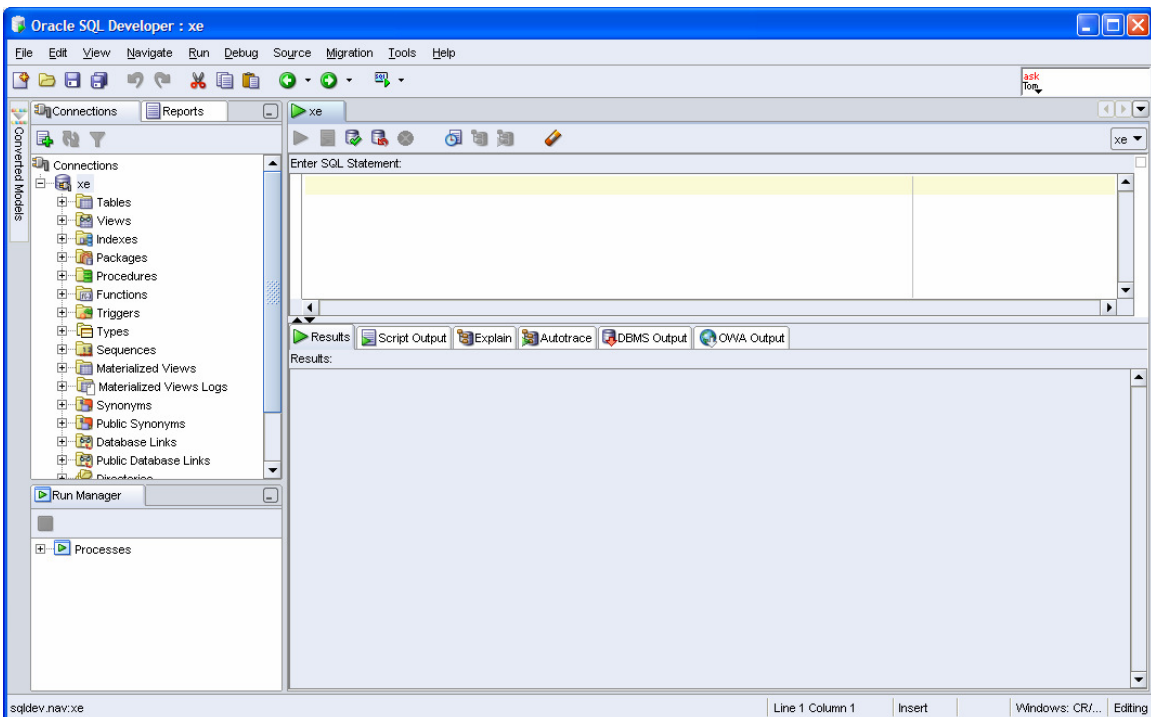 Oracle SQL Developer : xe
File Edit View Navigate Run Debug Source Migration Tools Help
ask
Tom
Converted Models
Connections Reports
Connections
xe
Tables
Views
Indexes
Packages
Procedures
Functions
Triggers
Types
Sequences
Materialized Views
Materialized Views Logs
Synonyms
Public Synonyms
Database Links
Public Database Links
Directories
Run Manager
Processes
xe
xe
Enter SQL Statement:
Results Script Output Explain Autotrace DBMS Output OWA Output
Results:
sqldev.nav:xe Line 1 Column 1 Insert Windows: CR/... Editing